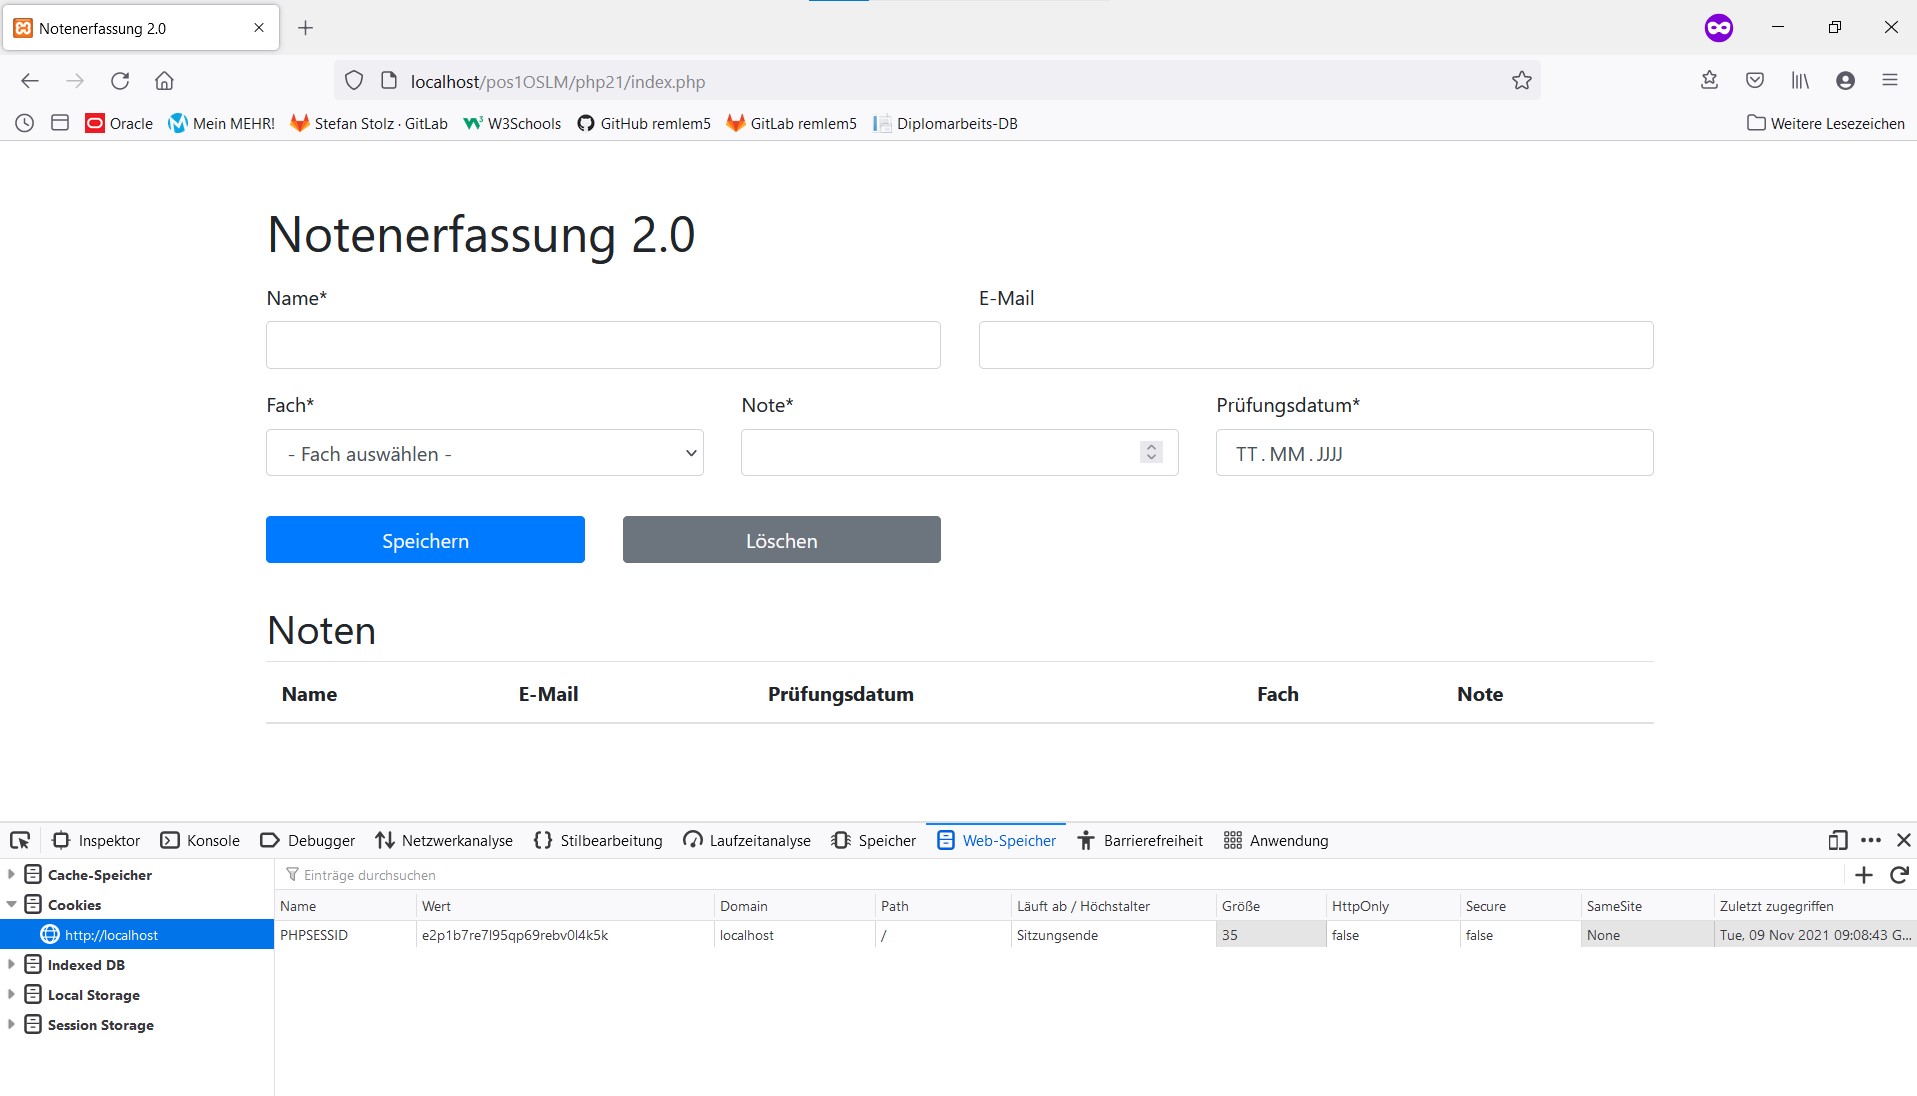 Notenerfassung 2.0
localhost/pos1OSLM/php21/index.php
Oracle Mein MEHR! Stefan Stolz · GitLab W3Schools GitHub remlem5 GitLab remlem5 Diplomarbeits-DB Weitere Lesezeichen
Notenerfassung 2.0
Name* E-Mail
Fach* Note* Prüfungsdatum*
- Fach auswählen - TT.MM.JJJJ
Speichern Löschen
Noten
Name E-Mail Prüfungsdatum Fach Note
Inspektor Konsole Debugger Netzwerkanalyse Stilbearbeitung Laufzeitanalyse Speicher Web-Speicher Barrierefreiheit Anwendung
Cache-Speicher Einträge durchsuchen
Cookies Name Wert Domain Path Läuft ab / Höchstalter Größe HttpOnly Secure SameSite Zuletzt zugegriffen
http://localhost PHPSESSID e2p1b7re7l95qp69rebv0l4k5k localhost / Sitzungsende 35 false false None Tue, 09 Nov 2021 09:08:43 G...
Indexed DB
Local Storage
Session Storage